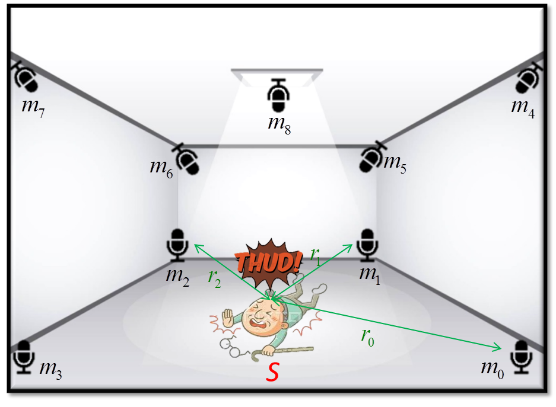 m₇
m₄
m₈
m₆
m₅
THUD!
r₁
m₂
r₂
m₁
r₀
m₃
S
m₀